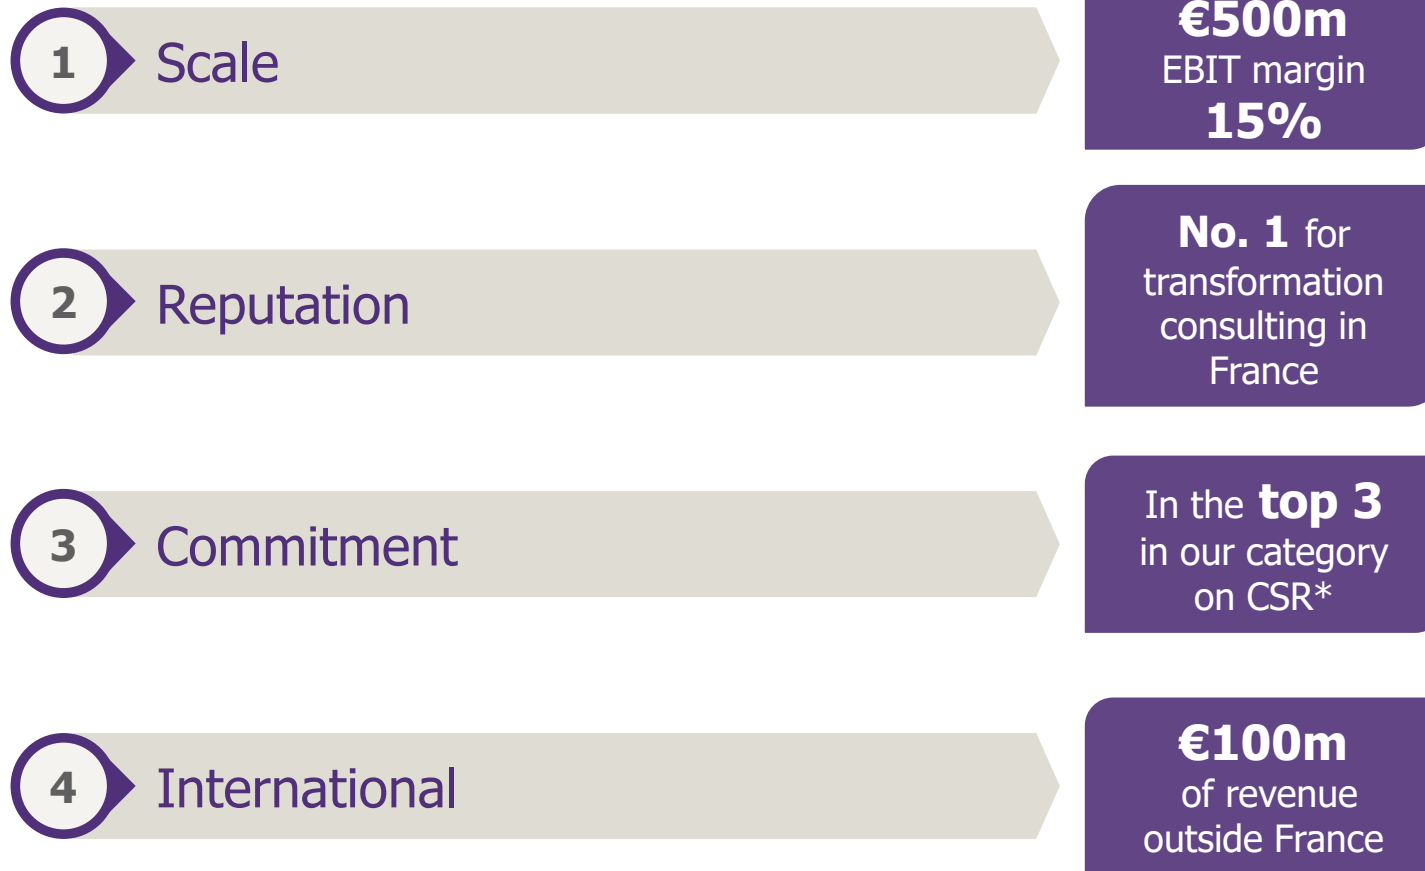 1
Scale
€500m
EBIT margin
15%
2
Reputation
No. 1 for
transformation
consulting in
France
3
Commitment
In the top 3
in our category
on CSR*
4
International
€100m
of revenue
outside France